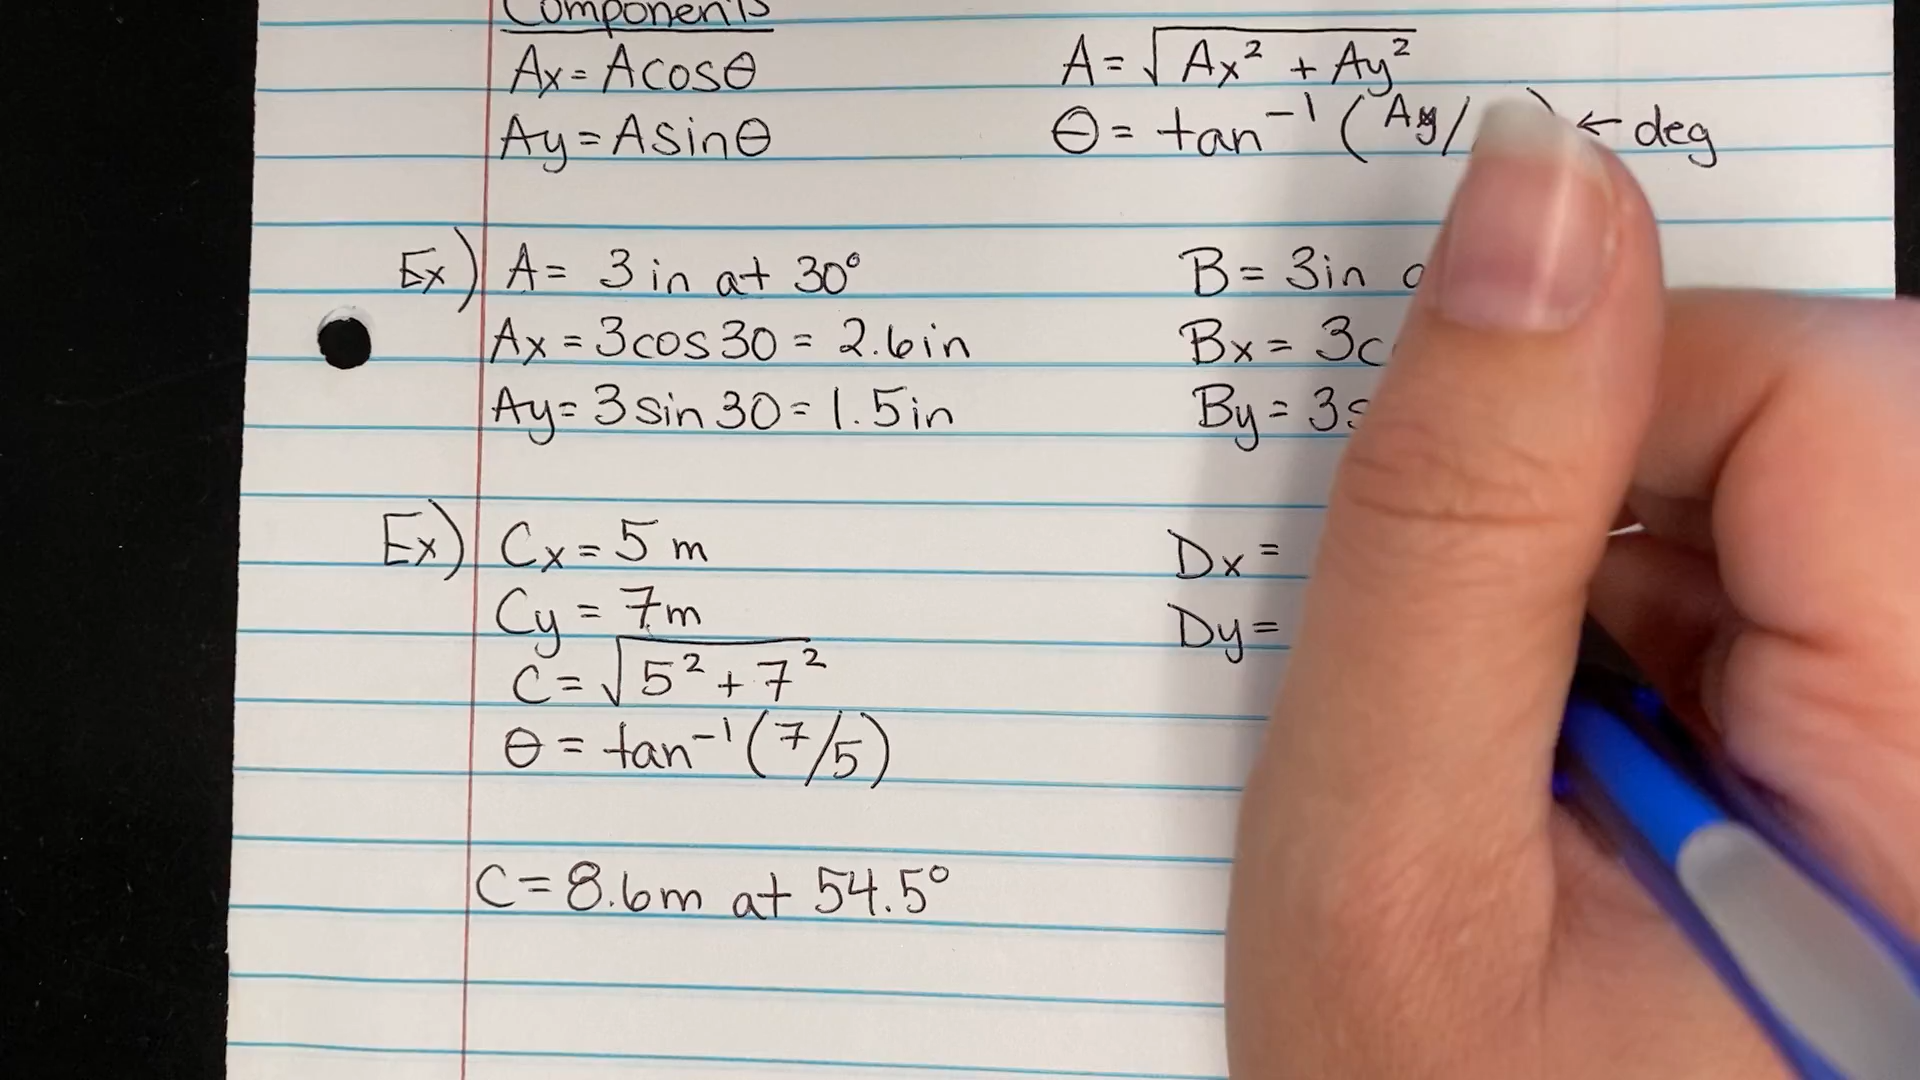 Components
Ax = Acosθ
Ay = Asinθ
A = √Ax² + Ay²
θ = tan⁻¹ (Ay/ ) ← deg
Ex) A = 3 in at 30°
Ax = 3cos30 = 2.6in
Ay = 3sin30 = 1.5in
B = 3in
Bx = 3c
By = 3s
Ex) Cx = 5 m
Cy = 7m
C = √5² + 7²
θ = tan⁻¹(7/5)
C = 8.6m at 54.5°
Dx =
Dy =